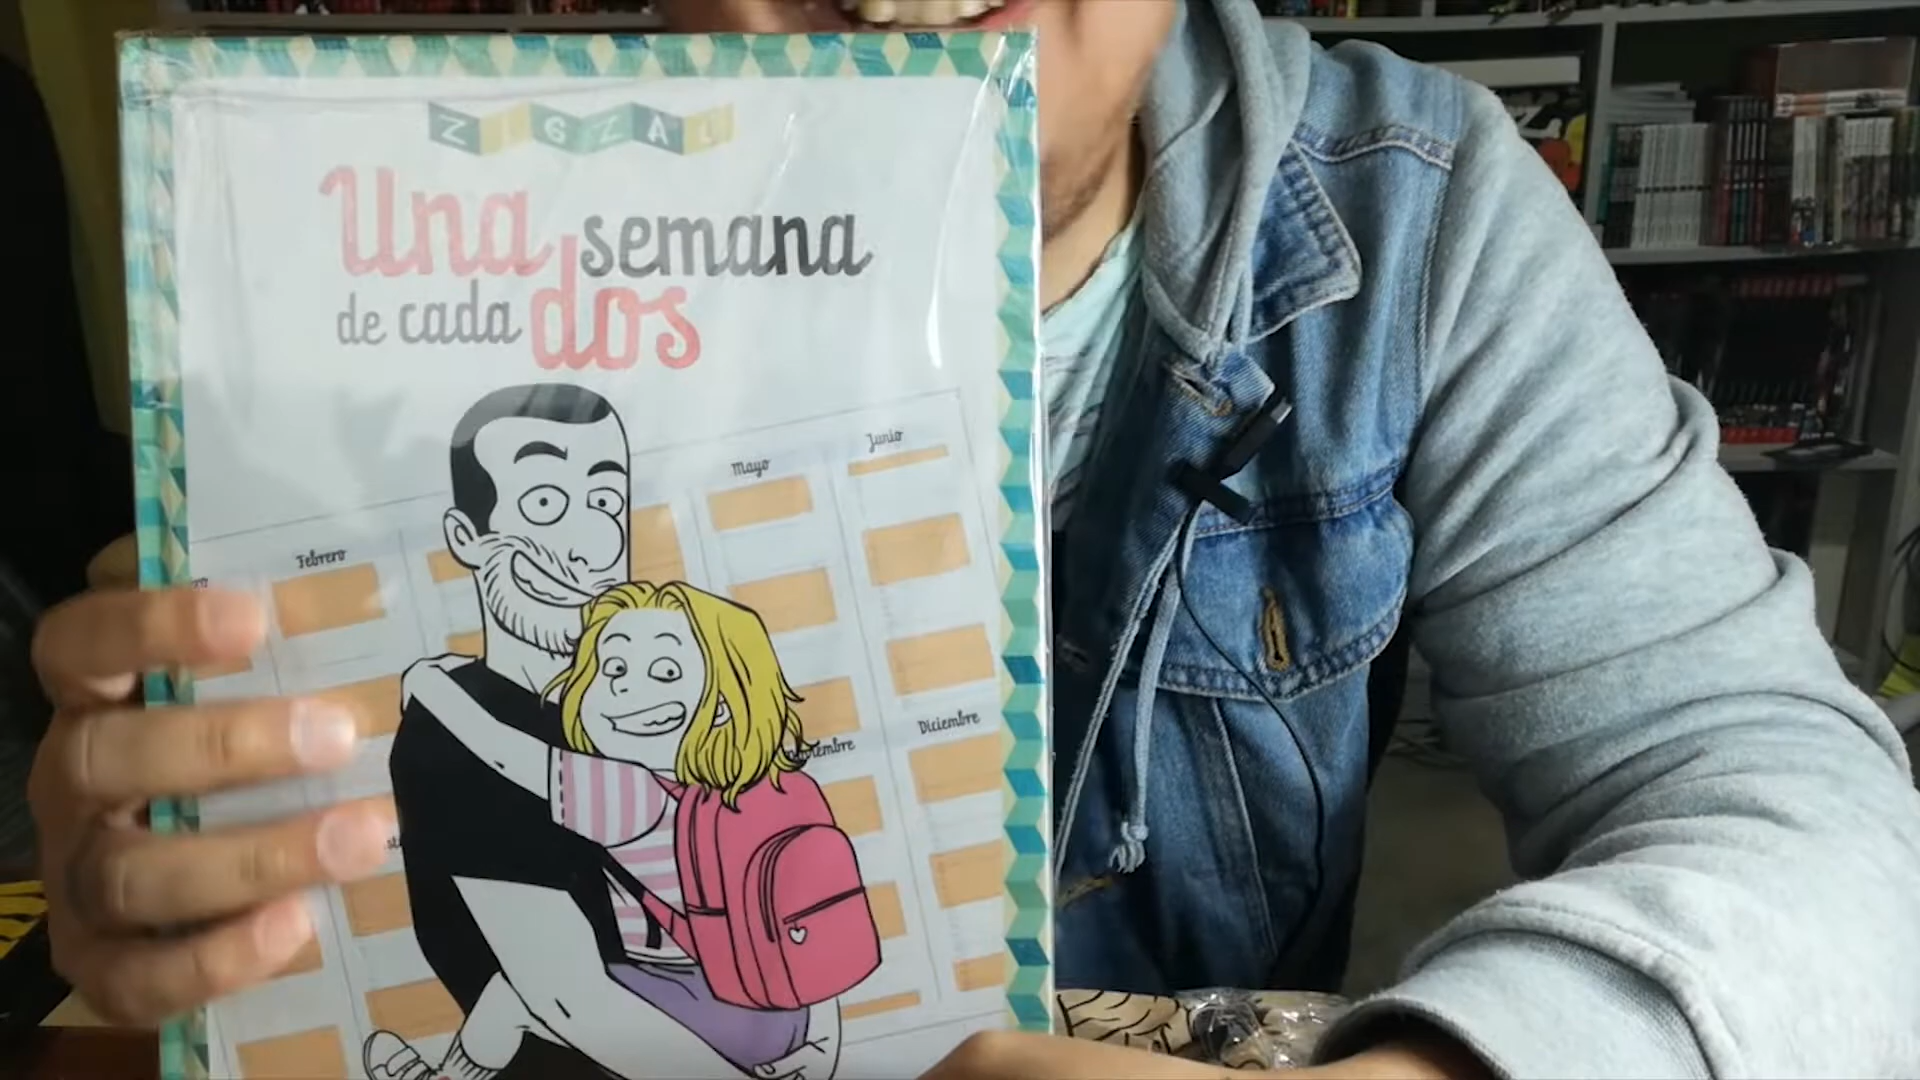 ZIGZAG
Una semana
de cada dos
Junio
Mayo
Febrero
Diciembre